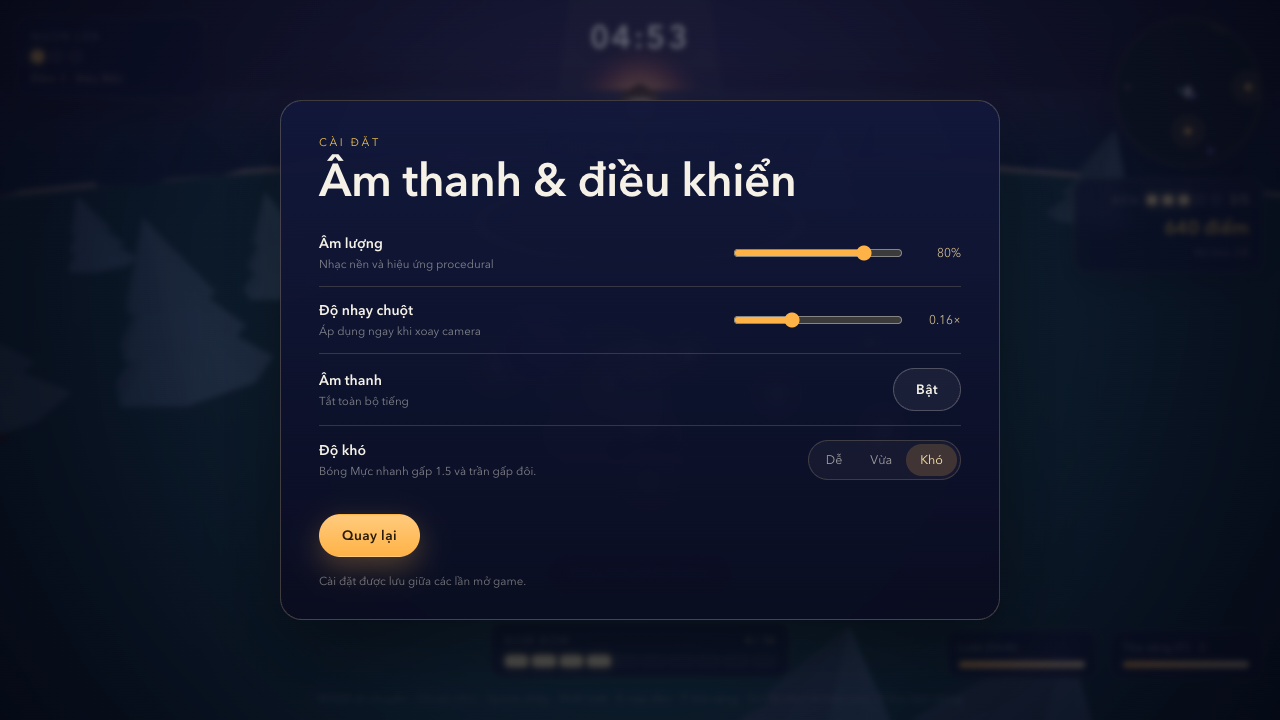 04:53
CÀI ĐẶT
Âm thanh & điều khiển
Âm lượng
Nhạc nền và hiệu ứng procedural
80%
Độ nhạy chuột
Áp dụng ngay khi xoay camera
0.16×
Âm thanh
Tắt toàn bộ tiếng
Bật
Độ khó
Bóng Mực nhanh gấp 1.5 và trần gấp đôi.
Dễ Vừa Khó
Quay lại
Cài đặt được lưu giữa các lần mở game.
640 điểm